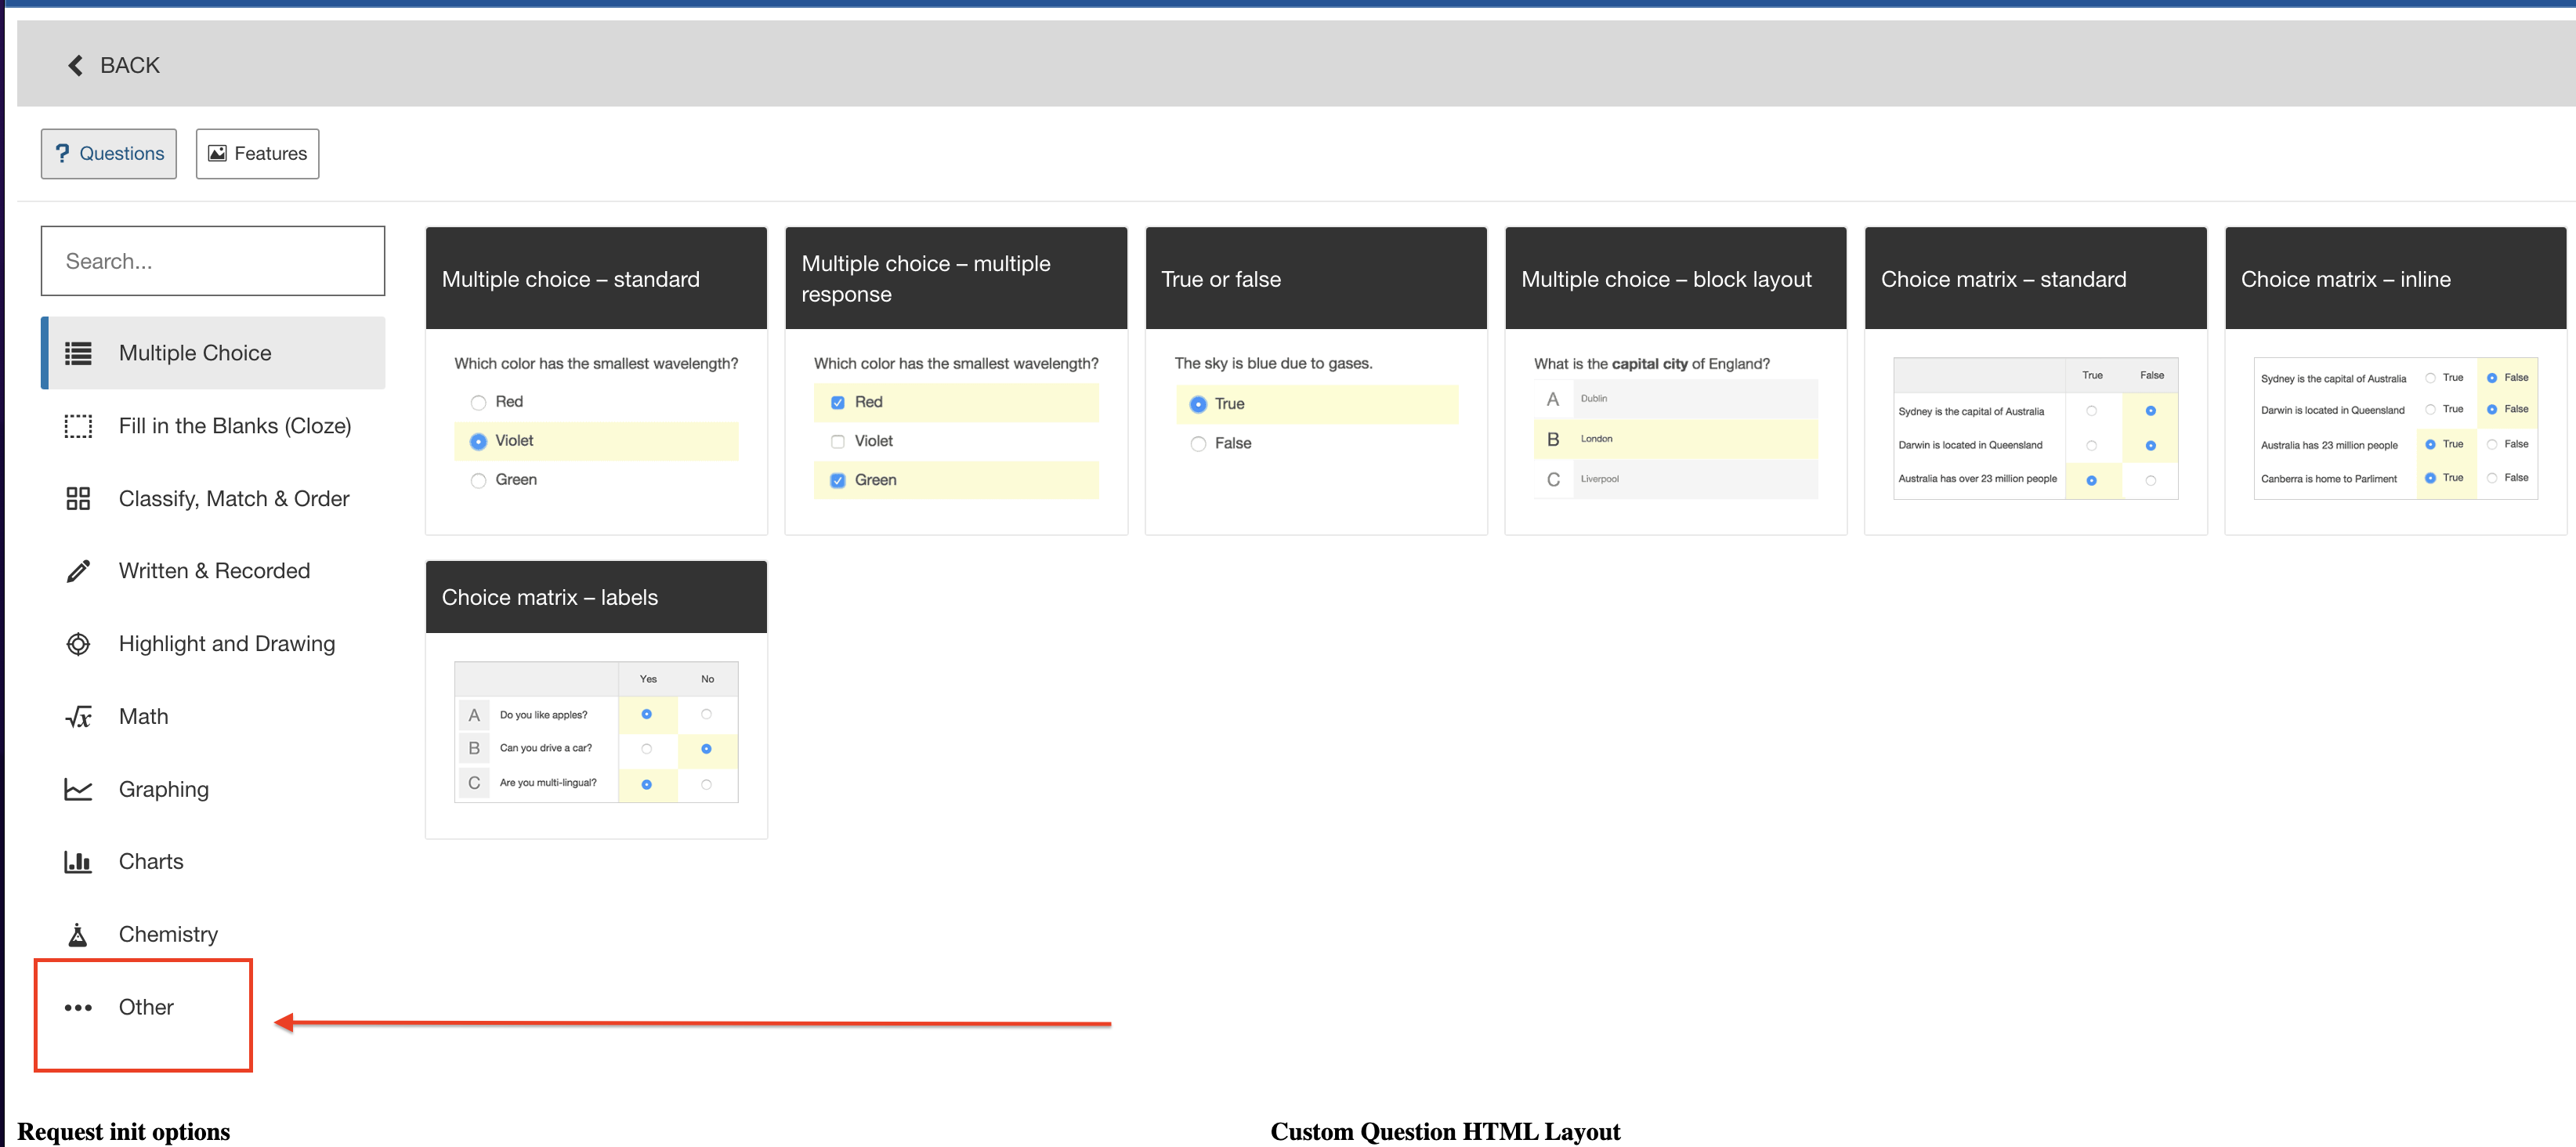 BACK
? Questions
Features
Search...
Multiple Choice
Fill in the Blanks (Cloze)
Classify, Match & Order
Written & Recorded
Highlight and Drawing
√x Math
Graphing
Charts
Chemistry
Other
Multiple choice – standard
Which color has the smallest wavelength?
Red
Violet
Green
Multiple choice – multiple
response
Which color has the smallest wavelength?
Red
Violet
Green
True or false
The sky is blue due to gases.
True
False
Multiple choice – block layout
What is the capital city of England?
A Dublin
B London
C Liverpool
Choice matrix – standard
True False
Sydney is the capital of Australia
Darwin is located in Queensland
Australia has over 23 million people
Choice matrix – inline
Sydney is the capital of Australia True False
Darwin is located in Queensland True False
Australia has 23 million people True False
Canberra is home to Parliment True False
Choice matrix – labels
Yes No
A Do you like apples?
B Can you drive a car?
C Are you multi-lingual?
Request init options
Custom Question HTML Layout